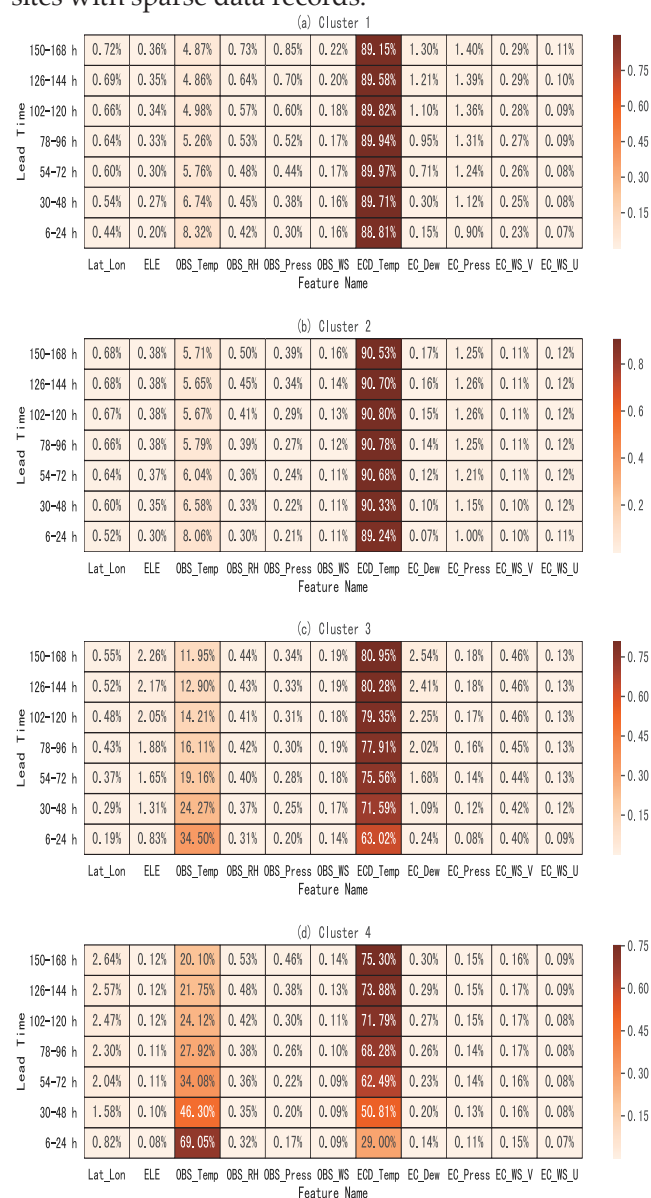 sites with sparse data records.
(a) Cluster 1
150-168 h 0.72% 0.36% 4.87% 0.73% 0.85% 0.22% 89.15% 1.30% 1.40% 0.29% 0.11%
126-144 h 0.69% 0.35% 4.86% 0.64% 0.70% 0.20% 89.58% 1.21% 1.39% 0.29% 0.10%
102-120 h 0.66% 0.34% 4.98% 0.57% 0.60% 0.18% 89.82% 1.10% 1.36% 0.28% 0.09%
78-96 h 0.64% 0.33% 5.26% 0.53% 0.52% 0.17% 89.94% 0.95% 1.31% 0.27% 0.09%
54-72 h 0.60% 0.30% 5.76% 0.48% 0.44% 0.17% 89.97% 0.71% 1.24% 0.26% 0.08%
30-48 h 0.54% 0.27% 6.74% 0.45% 0.38% 0.16% 89.71% 0.30% 1.12% 0.25% 0.08%
6-24 h 0.44% 0.20% 8.32% 0.42% 0.30% 0.16% 88.81% 0.15% 0.90% 0.23% 0.07%
Lat_Lon ELE OBS_Temp OBS_RH OBS_Press OBS_WS ECD_Temp EC_Dew EC_Press EC_WS_V EC_WS_U
Feature Name
Lead Time
0.75
0.60
0.45
0.30
0.15
(b) Cluster 2
150-168 h 0.68% 0.38% 5.71% 0.50% 0.39% 0.16% 90.53% 0.17% 1.25% 0.11% 0.12%
126-144 h 0.68% 0.38% 5.65% 0.45% 0.34% 0.14% 90.70% 0.16% 1.26% 0.11% 0.12%
102-120 h 0.67% 0.38% 5.67% 0.41% 0.29% 0.13% 90.80% 0.15% 1.26% 0.11% 0.12%
78-96 h 0.66% 0.38% 5.79% 0.39% 0.27% 0.12% 90.78% 0.14% 1.25% 0.11% 0.12%
54-72 h 0.64% 0.37% 6.04% 0.36% 0.24% 0.11% 90.68% 0.12% 1.21% 0.11% 0.12%
30-48 h 0.60% 0.35% 6.58% 0.33% 0.22% 0.11% 90.33% 0.10% 1.15% 0.10% 0.12%
6-24 h 0.52% 0.30% 8.06% 0.30% 0.21% 0.11% 89.24% 0.07% 1.00% 0.10% 0.11%
Lat_Lon ELE OBS_Temp OBS_RH OBS_Press OBS_WS ECD_Temp EC_Dew EC_Press EC_WS_V EC_WS_U
Feature Name
Lead Time
0.8
0.6
0.4
0.2
(c) Cluster 3
150-168 h 0.55% 2.26% 11.95% 0.44% 0.34% 0.19% 80.95% 2.54% 0.18% 0.46% 0.13%
126-144 h 0.52% 2.17% 12.90% 0.43% 0.33% 0.19% 80.28% 2.41% 0.18% 0.46% 0.13%
102-120 h 0.48% 2.05% 14.21% 0.41% 0.31% 0.18% 79.35% 2.25% 0.17% 0.46% 0.13%
78-96 h 0.43% 1.88% 16.11% 0.42% 0.30% 0.19% 77.91% 2.02% 0.16% 0.45% 0.13%
54-72 h 0.37% 1.65% 19.16% 0.40% 0.28% 0.18% 75.56% 1.68% 0.14% 0.44% 0.13%
30-48 h 0.29% 1.31% 24.27% 0.37% 0.25% 0.17% 71.59% 1.09% 0.12% 0.42% 0.12%
6-24 h 0.19% 0.83% 34.50% 0.31% 0.20% 0.14% 63.02% 0.24% 0.08% 0.40% 0.09%
Lat_Lon ELE OBS_Temp OBS_RH OBS_Press OBS_WS ECD_Temp EC_Dew EC_Press EC_WS_V EC_WS_U
Feature Name
Lead Time
0.75
0.60
0.45
0.30
0.15
(d) Cluster 4
150-168 h 2.64% 0.12% 20.10% 0.53% 0.46% 0.14% 75.30% 0.30% 0.15% 0.16% 0.09%
126-144 h 2.57% 0.12% 21.75% 0.48% 0.38% 0.13% 73.88% 0.29% 0.15% 0.17% 0.09%
102-120 h 2.47% 0.12% 24.12% 0.42% 0.30% 0.11% 71.79% 0.27% 0.15% 0.17% 0.08%
78-96 h 2.30% 0.11% 27.92% 0.38% 0.26% 0.10% 68.28% 0.26% 0.14% 0.17% 0.08%
54-72 h 2.04% 0.11% 34.08% 0.36% 0.22% 0.09% 62.49% 0.23% 0.14% 0.16% 0.08%
30-48 h 1.58% 0.10% 46.30% 0.35% 0.20% 0.09% 50.81% 0.20% 0.13% 0.16% 0.08%
6-24 h 0.82% 0.08% 69.05% 0.32% 0.17% 0.09% 29.00% 0.14% 0.11% 0.15% 0.07%
Lat_Lon ELE OBS_Temp OBS_RH OBS_Press OBS_WS ECD_Temp EC_Dew EC_Press EC_WS_V EC_WS_U
Feature Name
Lead Time
0.75
0.60
0.45
0.30
0.15